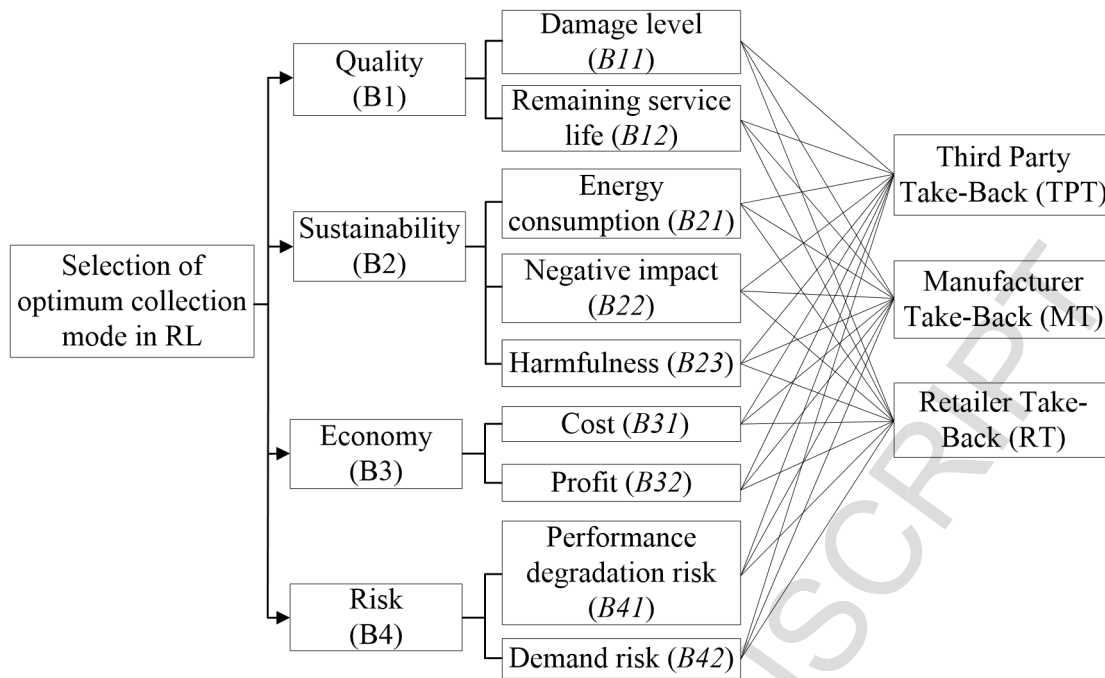 Selection of
optimum collection
mode in RL
Quality
(B1)
Sustainability
(B2)
Economy
(B3)
Risk
(B4)
Damage level
(B11)
Remaining service
life (B12)
Energy
consumption (B21)
Negative impact
(B22)
Harmfulness (B23)
Cost (B31)
Profit (B32)
Performance
degradation risk
(B41)
Demand risk (B42)
Third Party
Take-Back (TPT)
Manufacturer
Take-Back (MT)
Retailer Take-
Back (RT)
USCRIPT